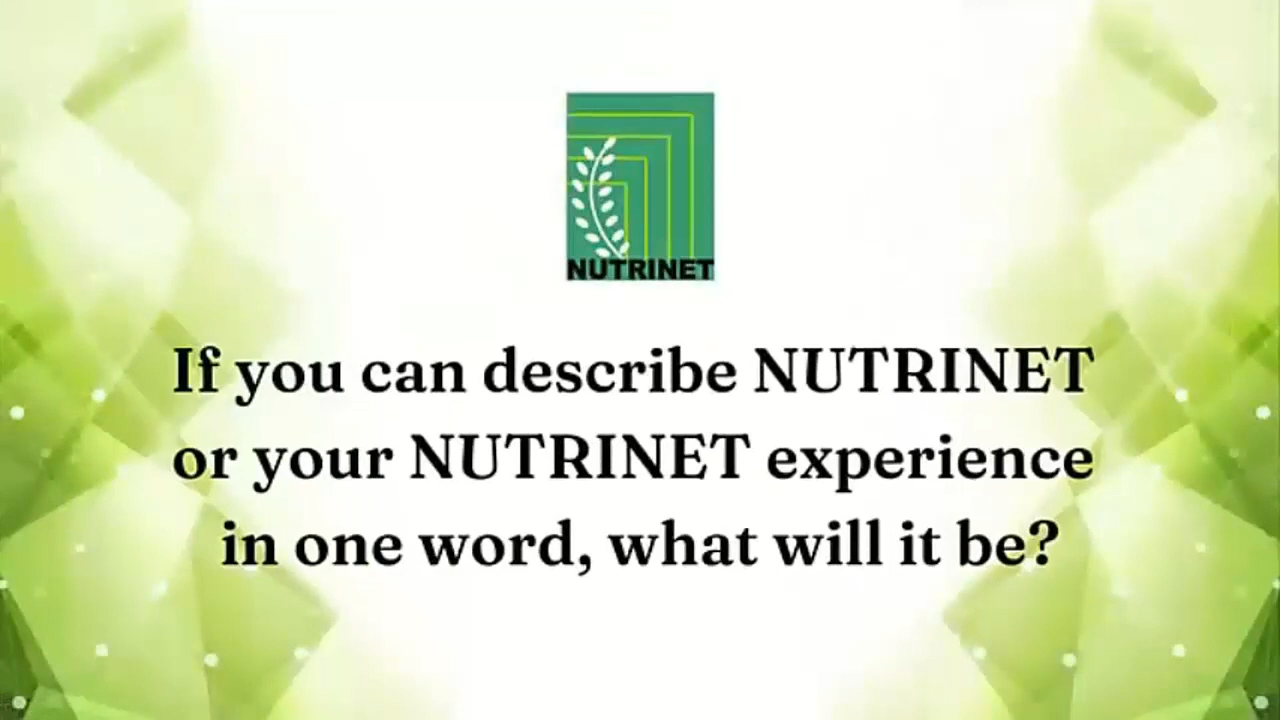 NUTRINET
If you can describe NUTRINET
or your NUTRINET experience
in one word, what will it be?